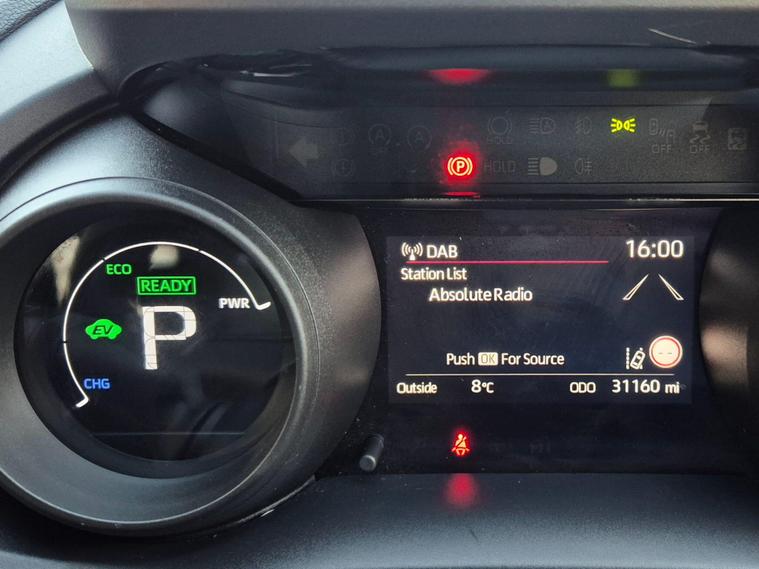 A
A
HOLD
A
OFF
OFF
(P)
HOLD
DAB
16:00
Station List
Absolute Radio
Push OK For Source
--
Outside 8°C ODO 31160 mi
ECO
READY
PWR
EV
P
CHG